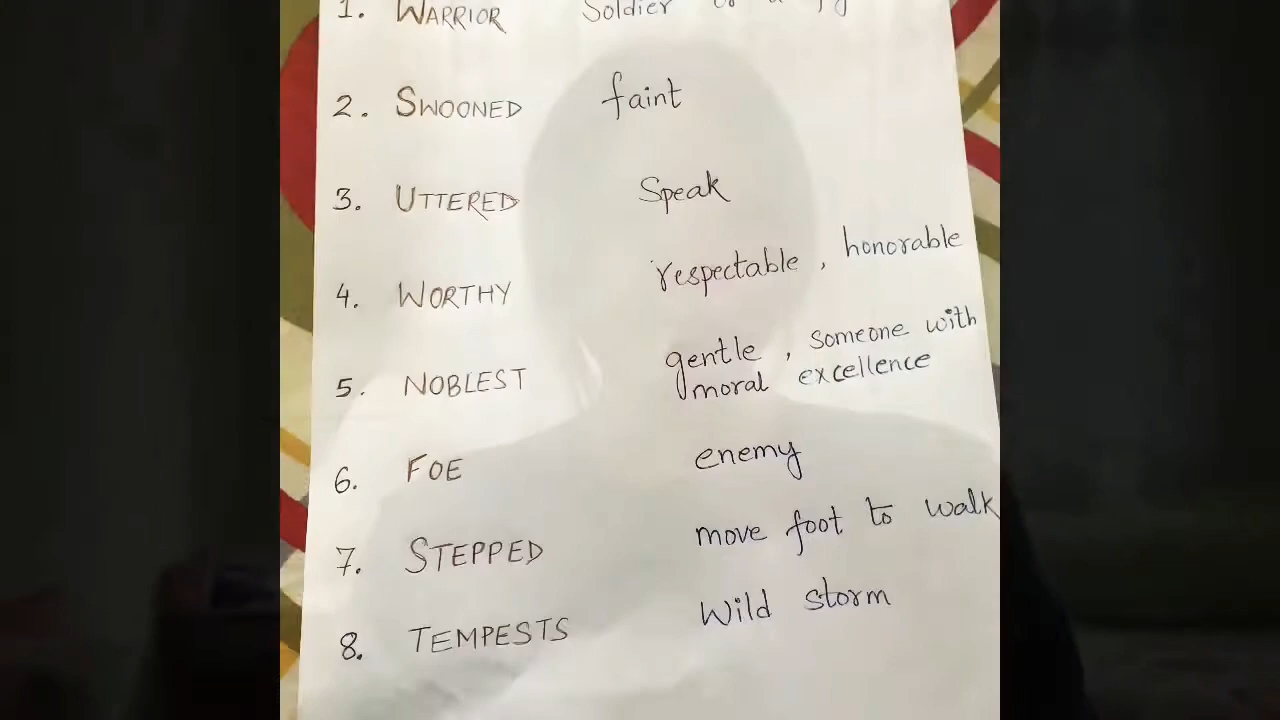 1. WARRIOR Soldier
2. SWOONED faint
3. UTTERED Speak
4. WORTHY respectable, honorable
5. NOBLEST gentle, someone with
moral excellence
6. FOE enemy
7. STEPPED move foot to walk
8. TEMPESTS Wild storm